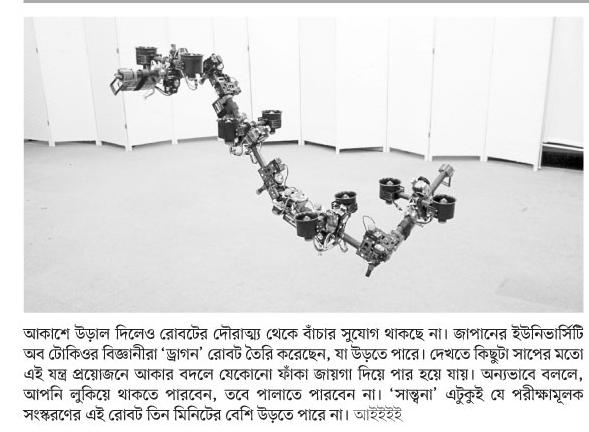 আকাশে উড়াল দিলেও রোবটের দৌরাত্ম্য থেকে বাঁচার সুযোগ থাকছে না। জাপানের ইউনিভার্সিটি
অব টোকিওর বিজ্ঞানীরা ‘ড্রাগন’ রোবট তৈরি করেছেন, যা উড়তে পারে। দেখতে কিছুটা সাপের মতো
এই যন্ত্র প্রয়োজনে আকার বদলে যেকোনো ফাঁকা জায়গা দিয়ে পার হয়ে যায়। অন্যভাবে বললে,
আপনি লুকিয়ে থাকতে পারবেন, তবে পালাতে পারবেন না। ‘সান্ত্বনা’ এটুকুই যে পরীক্ষামূলক
সংস্করণের এই রোবট তিন মিনিটের বেশি উড়তে পারে না। আইইইই